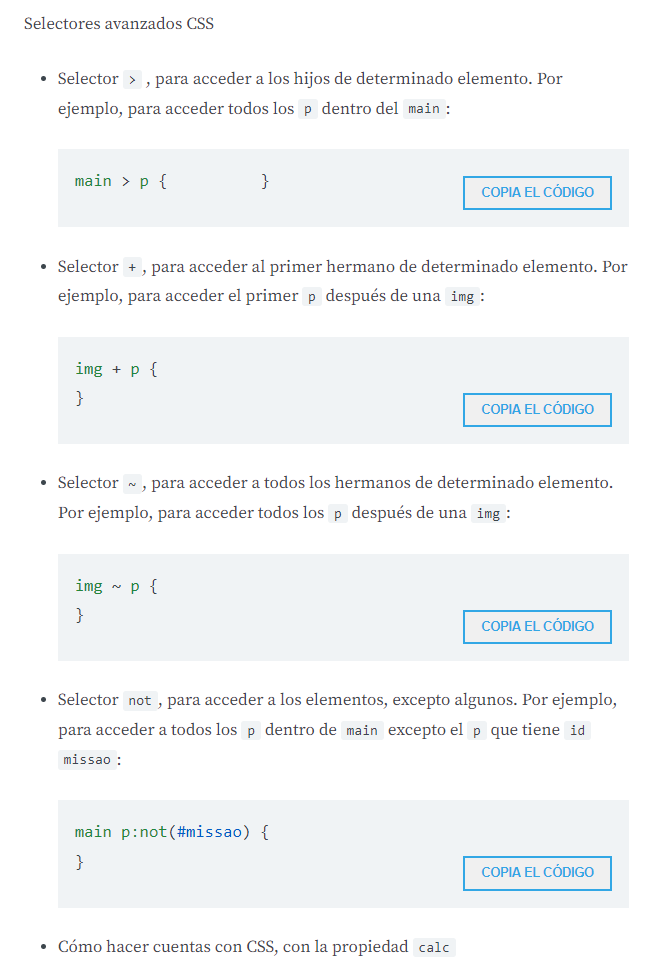 Selectores avanzados CSS
• Selector > , para acceder a los hijos de determinado elemento. Por
ejemplo, para acceder todos los p dentro del main :
main > p {          }
COPIA EL CÓDIGO
• Selector + , para acceder al primer hermano de determinado elemento. Por
ejemplo, para acceder el primer p después de una img :
img + p {
}
COPIA EL CÓDIGO
• Selector ~ , para acceder a todos los hermanos de determinado elemento.
Por ejemplo, para acceder todos los p después de una img :
img ~ p {
}
COPIA EL CÓDIGO
• Selector not , para acceder a los elementos, excepto algunos. Por ejemplo,
para acceder a todos los p dentro de main excepto el p que tiene id
missao :
main p:not(#missao) {
}
COPIA EL CÓDIGO
• Cómo hacer cuentas con CSS, con la propiedad calc